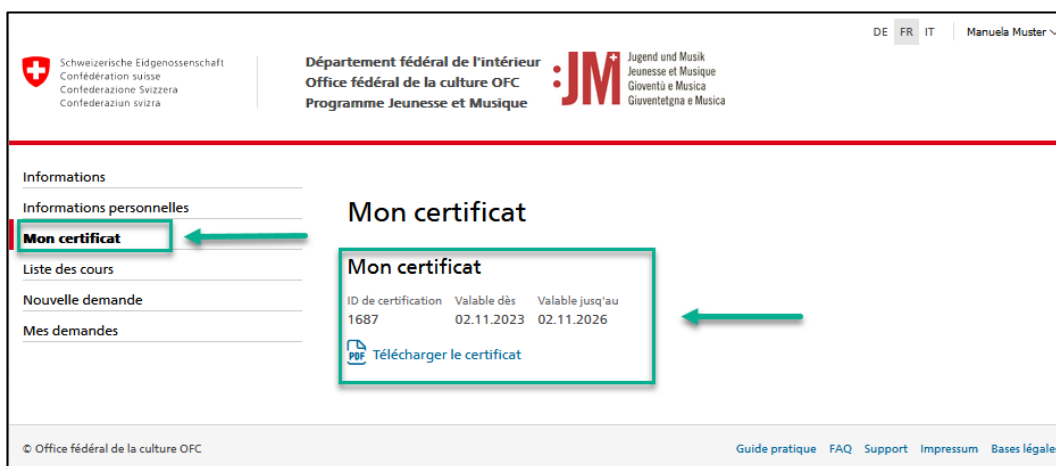 DE FR IT Manuela Muster
Schweizerische Eidgenossenschaft
Confédération suisse
Confederazione Svizzera
Confederaziun svizra
Département fédéral de l'intérieur
Office fédéral de la culture OFC
Programme Jeunesse et Musique
:JM
Jugend und Musik
Jeunesse et Musique
Gioventù e Musica
Giuventetgna e Musica
Informations
Informations personnelles
Mon certificat
Liste des cours
Nouvelle demande
Mes demandes
Mon certificat
Mon certificat
ID de certification Valable dès Valable jusq'au
1687 02.11.2023 02.11.2026
PDF Télécharger le certificat
© Office fédéral de la culture OFC
Guide pratique FAQ Support Impressum Bases légales